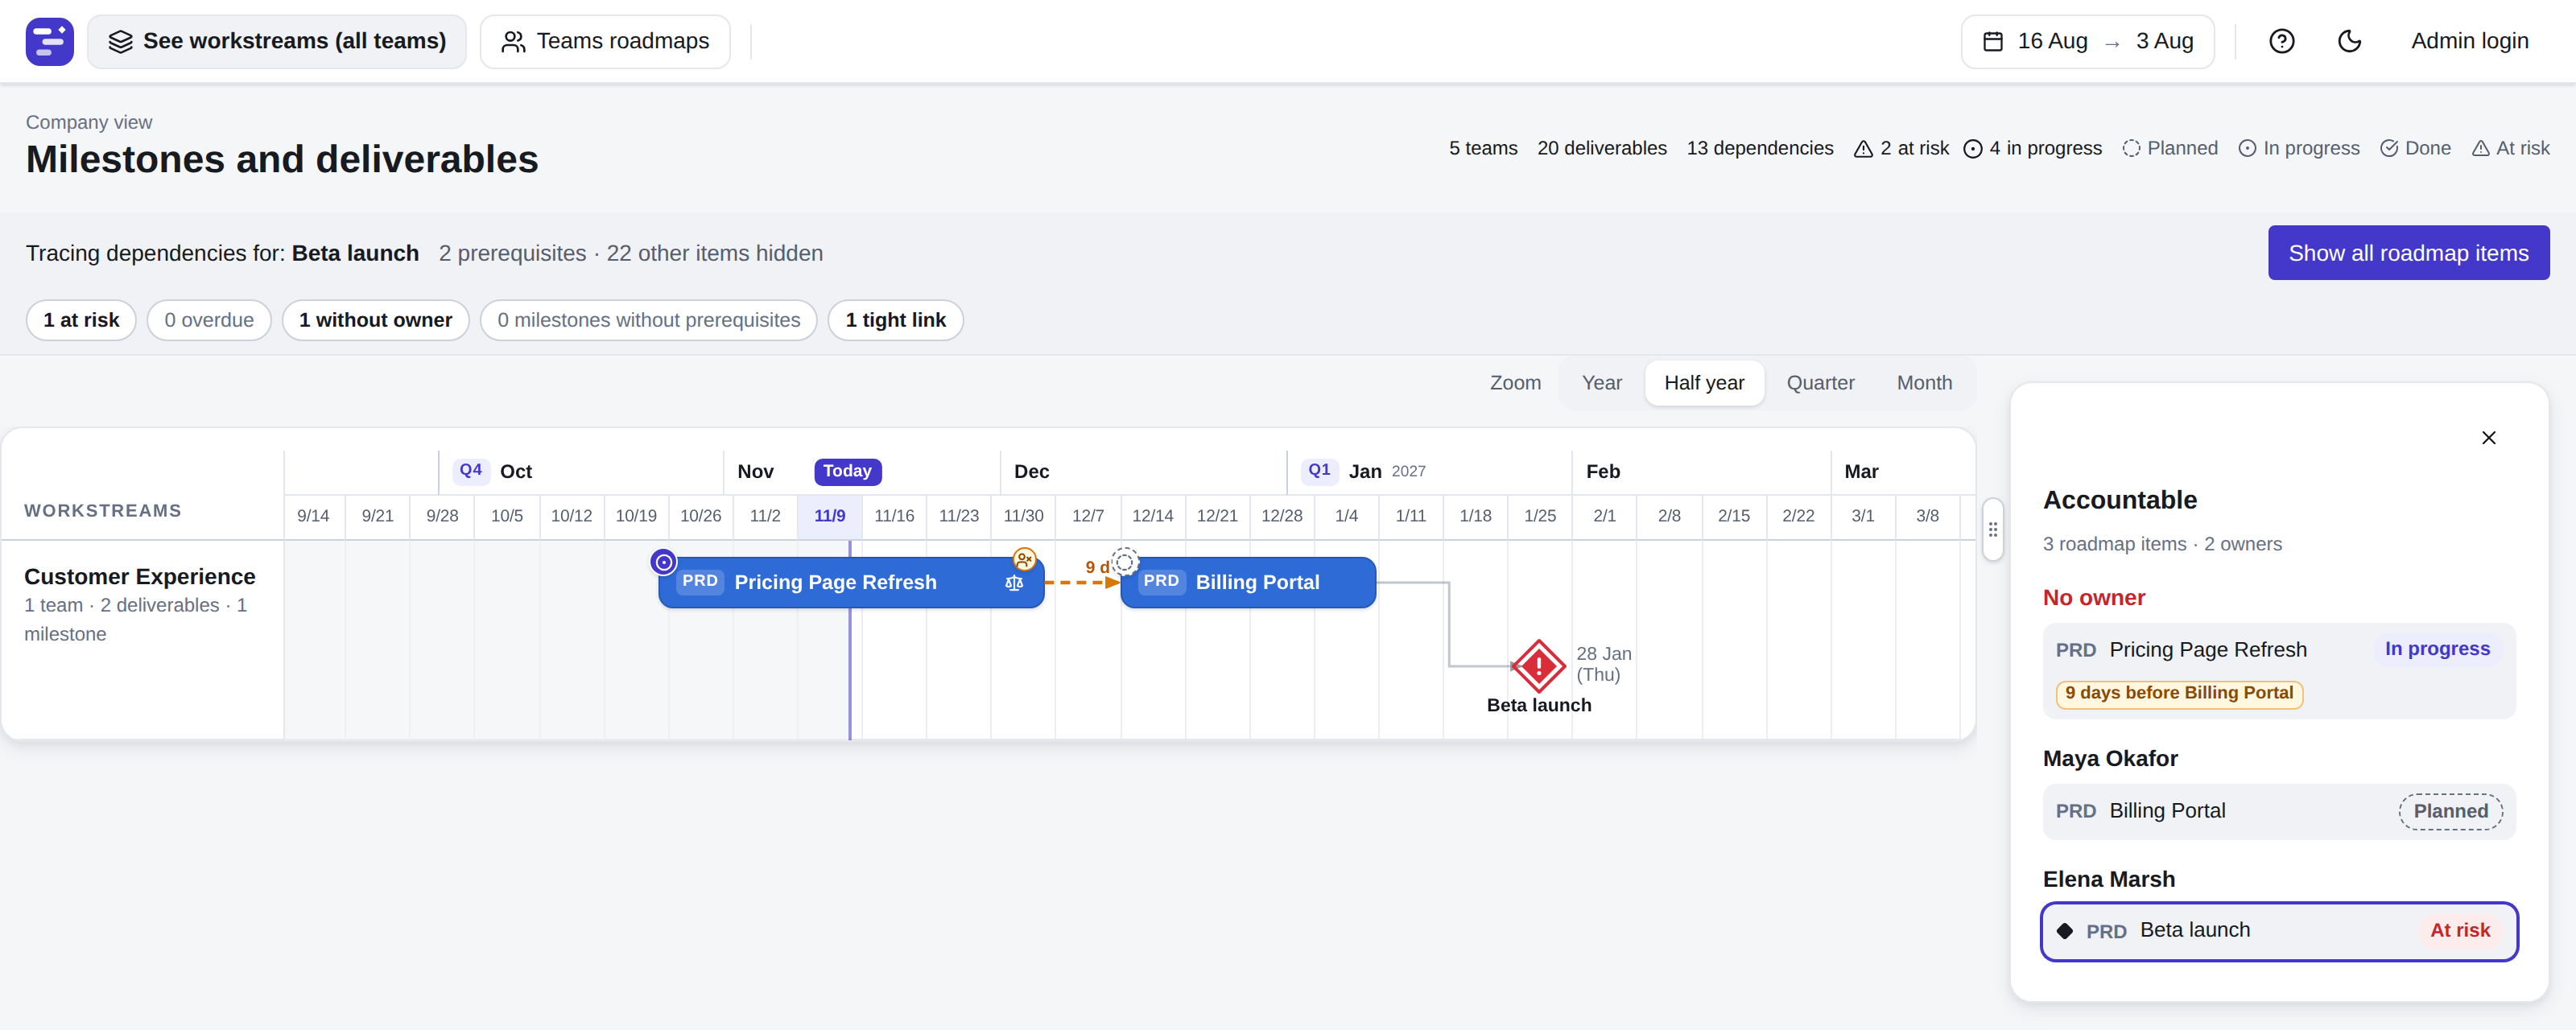 See workstreams (all teams)
Teams roadmaps
16 Aug → 3 Aug
Admin login
Company view
Milestones and deliverables
5 teams 20 deliverables 13 dependencies 2 at risk 4 in progress Planned In progress Done At risk
Tracing dependencies for: Beta launch 2 prerequisites · 22 other items hidden
Show all roadmap items
1 at risk
0 overdue
1 without owner
0 milestones without prerequisites
1 tight link
Zoom Year Half year Quarter Month
WORKSTREAMS
Q4 Oct Nov Today Dec Q1 Jan 2027 Feb Mar
9/14 9/21 9/28 10/5 10/12 10/19 10/26 11/2 11/9 11/16 11/23 11/30 12/7 12/14 12/21 12/28 1/4 1/11 1/18 1/25 2/1 2/8 2/15 2/22 3/1 3/8
Customer Experience
1 team · 2 deliverables · 1
milestone
PRD Pricing Page Refresh
9 d
PRD Billing Portal
28 Jan
(Thu)
Beta launch
Accountable
3 roadmap items · 2 owners
No owner
PRD Pricing Page Refresh In progress
9 days before Billing Portal
Maya Okafor
PRD Billing Portal Planned
Elena Marsh
PRD Beta launch At risk